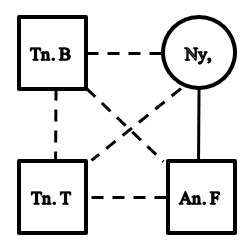 Tn. B
Ny,
Tn. T
An. F